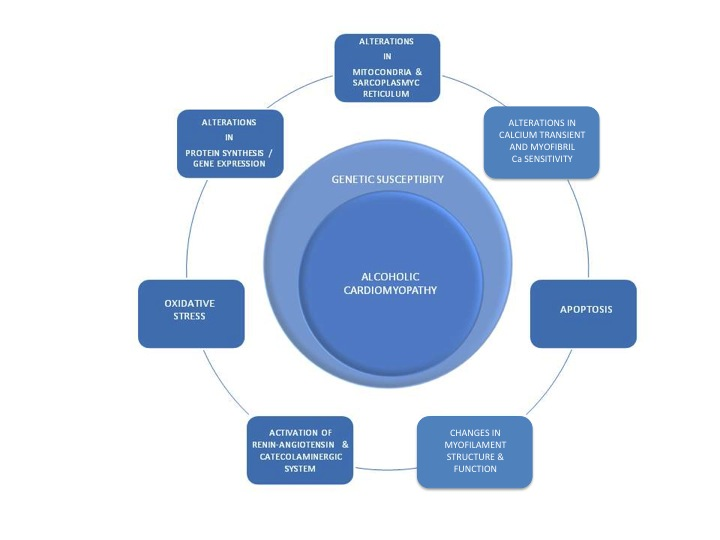 ALTERATIONS
IN
MITOCONDRIA &
SARCOPLASMYC
RETICULUM
ALTERATIONS IN
CALCIUM TRANSIENT
AND MYOFIBRIL
Ca SENSITIVITY
ALTERATIONS
IN
PROTEIN SYNTHESIS /
GENE EXPRESSION
GENETIC SUSCEPTIBITY
ALCOHOLIC
CARDIOMYOPATHY
OXIDATIVE
STRESS
APOPTOSIS
ACTIVATION OF
RENIN-ANGIOTENSIN &
CATECOLAMINERGIC
SYSTEM
CHANGES IN
MYOFILAMENT
STRUCTURE &
FUNCTION